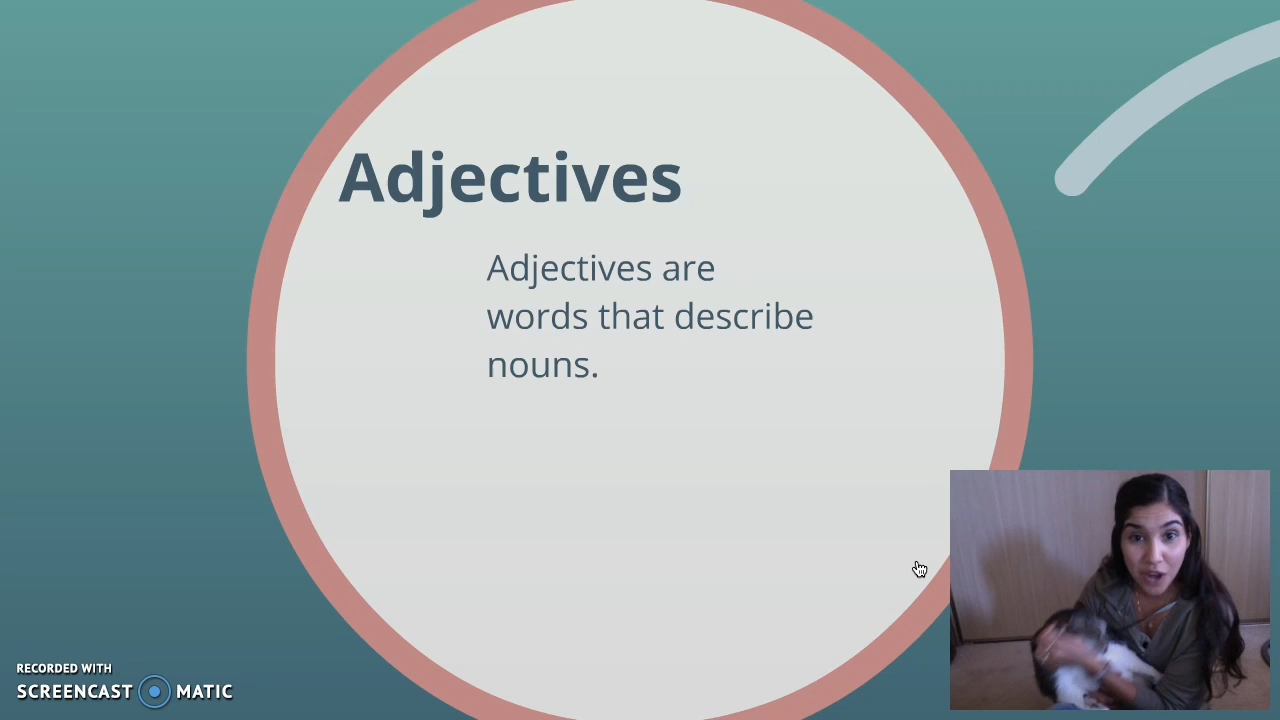 Adjectives
Adjectives are
words that describe
nouns.
RECORDED WITH
SCREENCAST MATIC